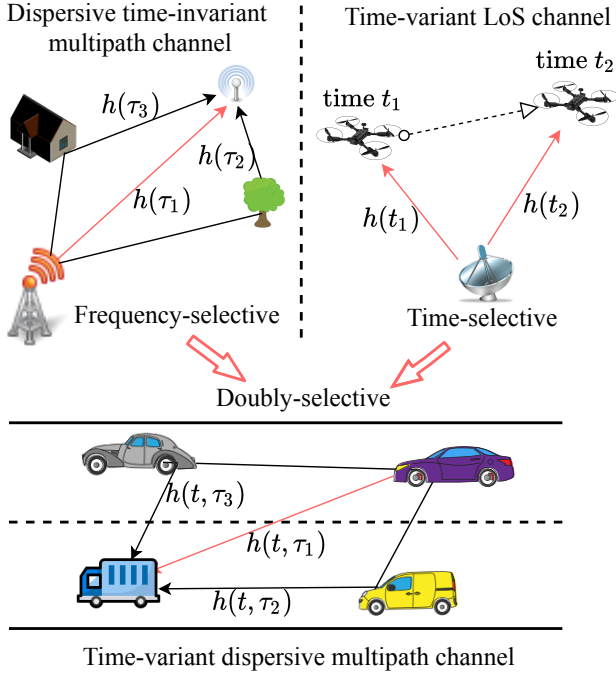 Dispersive time-invariant
multipath channel
h(τ₃)
h(τ₂)
h(τ₁)
Frequency-selective
Time-variant LoS channel
time t₂
time t₁
h(t₁)
h(t₂)
Time-selective
Doubly-selective
h(t, τ₃)
h(t, τ₁)
h(t, τ₂)
Time-variant dispersive multipath channel